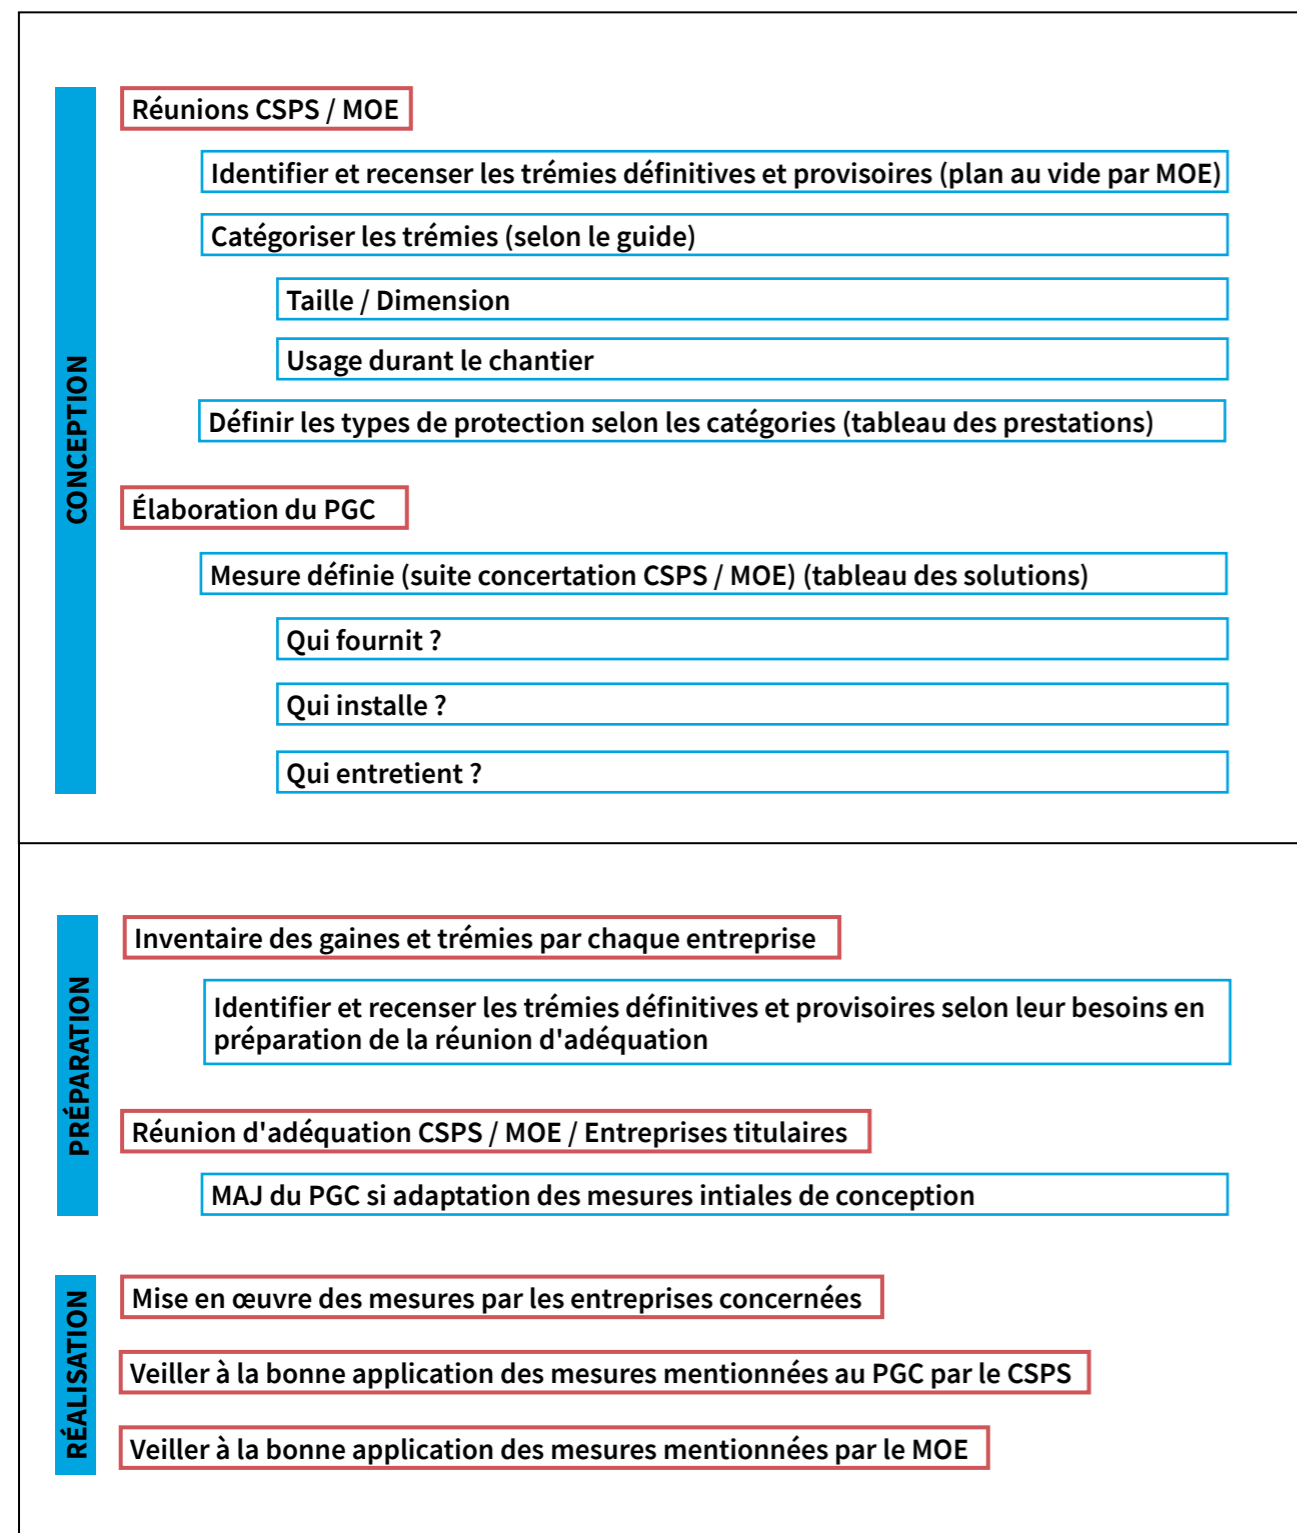 CONCEPTION
Réunions CSPS / MOE
Identifier et recenser les trémies définitives et provisoires (plan au vide par MOE)
Catégoriser les trémies (selon le guide)
Taille / Dimension
Usage durant le chantier
Définir les types de protection selon les catégories (tableau des prestations)
Élaboration du PGC
Mesure définie (suite concertation CSPS / MOE) (tableau des solutions)
Qui fournit ?
Qui installe ?
Qui entretient ?
PRÉPARATION
Inventaire des gaines et trémies par chaque entreprise
Identifier et recenser les trémies définitives et provisoires selon leur besoins en
préparation de la réunion d'adéquation
Réunion d'adéquation CSPS / MOE / Entreprises titulaires
MAJ du PGC si adaptation des mesures intiales de conception
RÉALISATION
Mise en œuvre des mesures par les entreprises concernées
Veiller à la bonne application des mesures mentionnées au PGC par le CSPS
Veiller à la bonne application des mesures mentionnées par le MOE